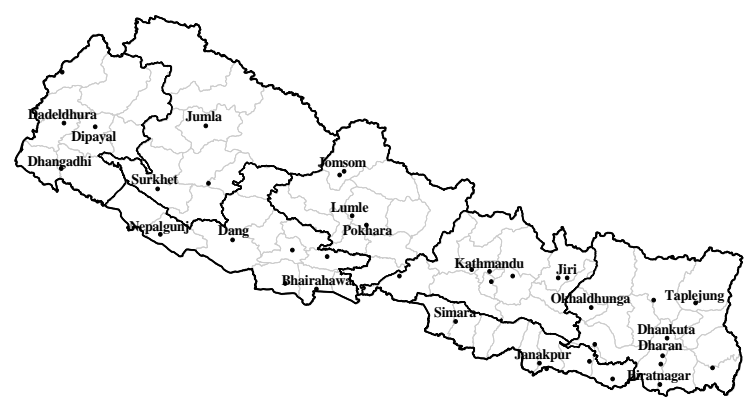 Dadeldhura
Jumla
Dipayal
Dhangadhi
Jomsom
Surkhet
Lumle
Nepalgunj
Dang
Pokhara
Kathmandu
Jiri
Bhairahawa
Okhaldhunga
Taplejung
Simara
Dhankuta
Dharan
Janakpur
Biratnagar